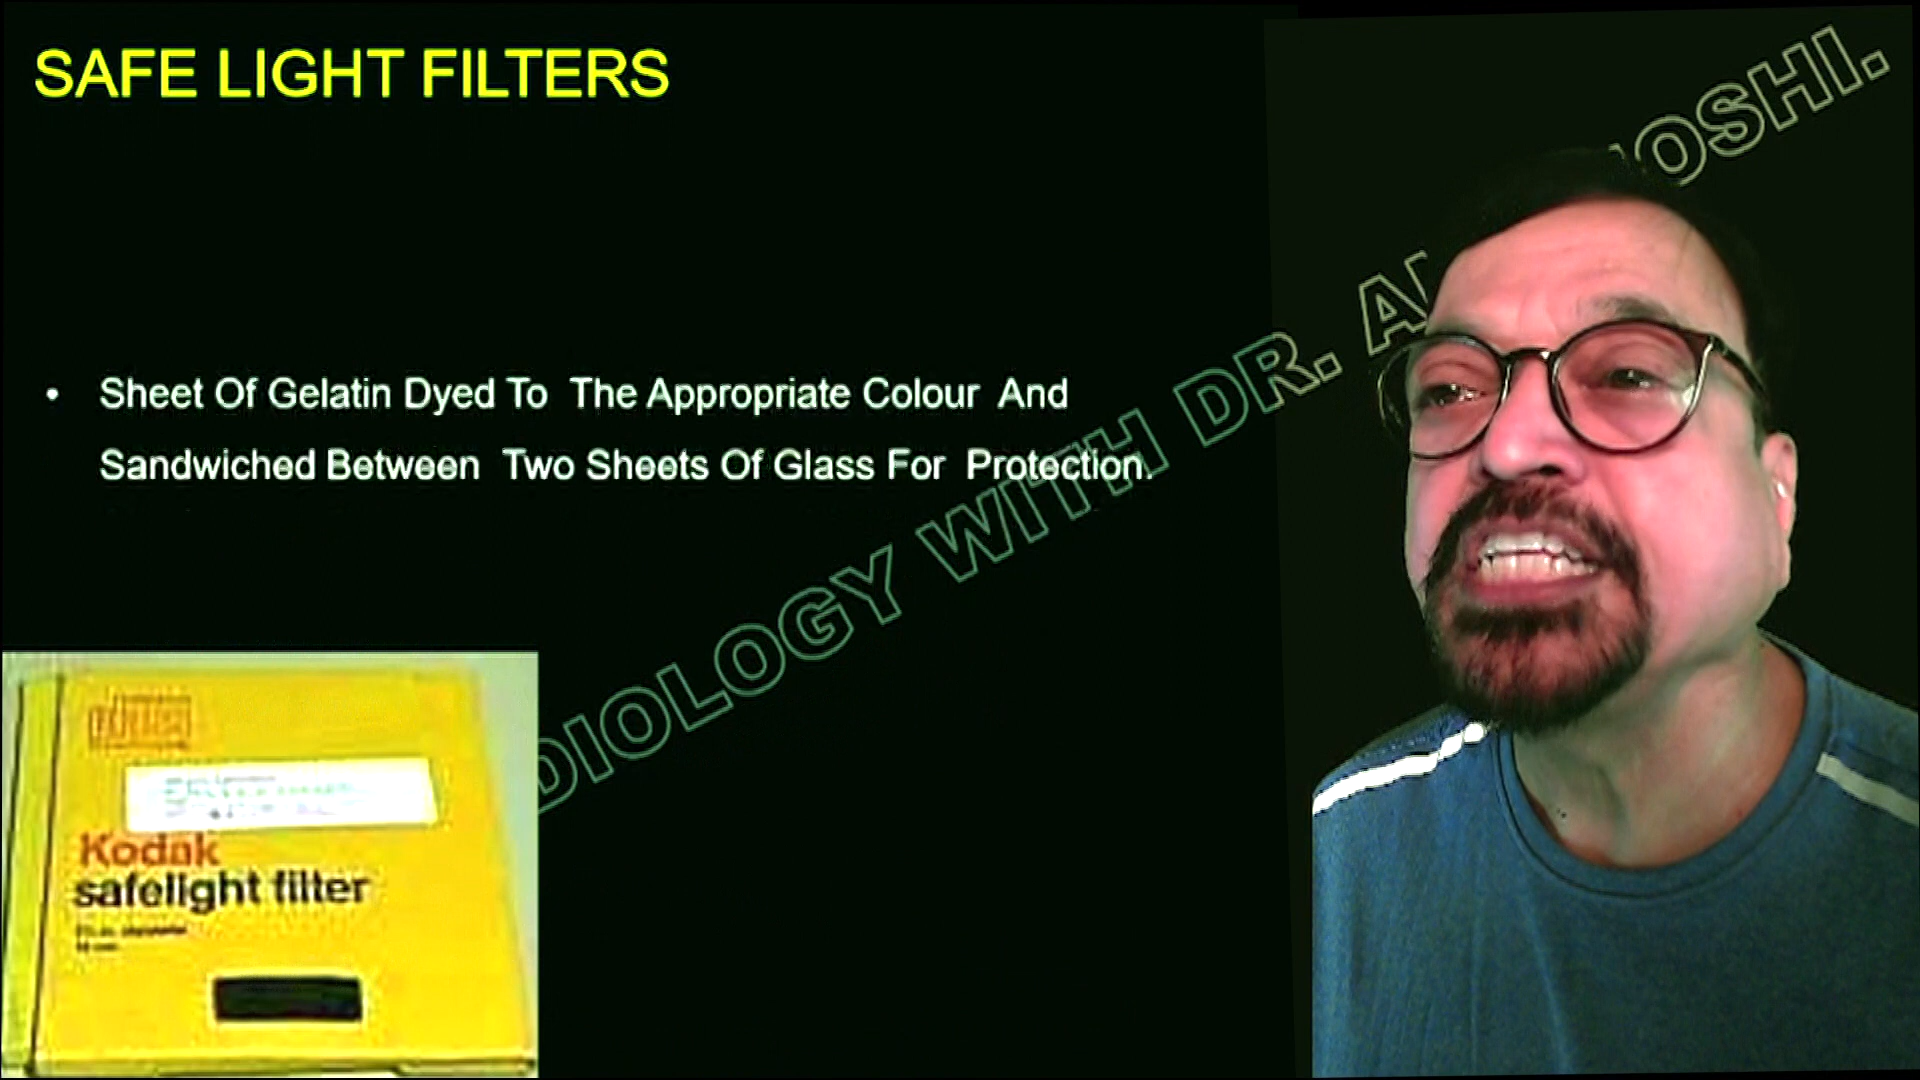 SAFE LIGHT FILTERS
• Sheet Of Gelatin Dyed To The Appropriate Colour And
Sandwiched Between Two Sheets Of Glass For Protection.
DIOLOGY WITH DR. A OSHI.
Kodak
safelight filter